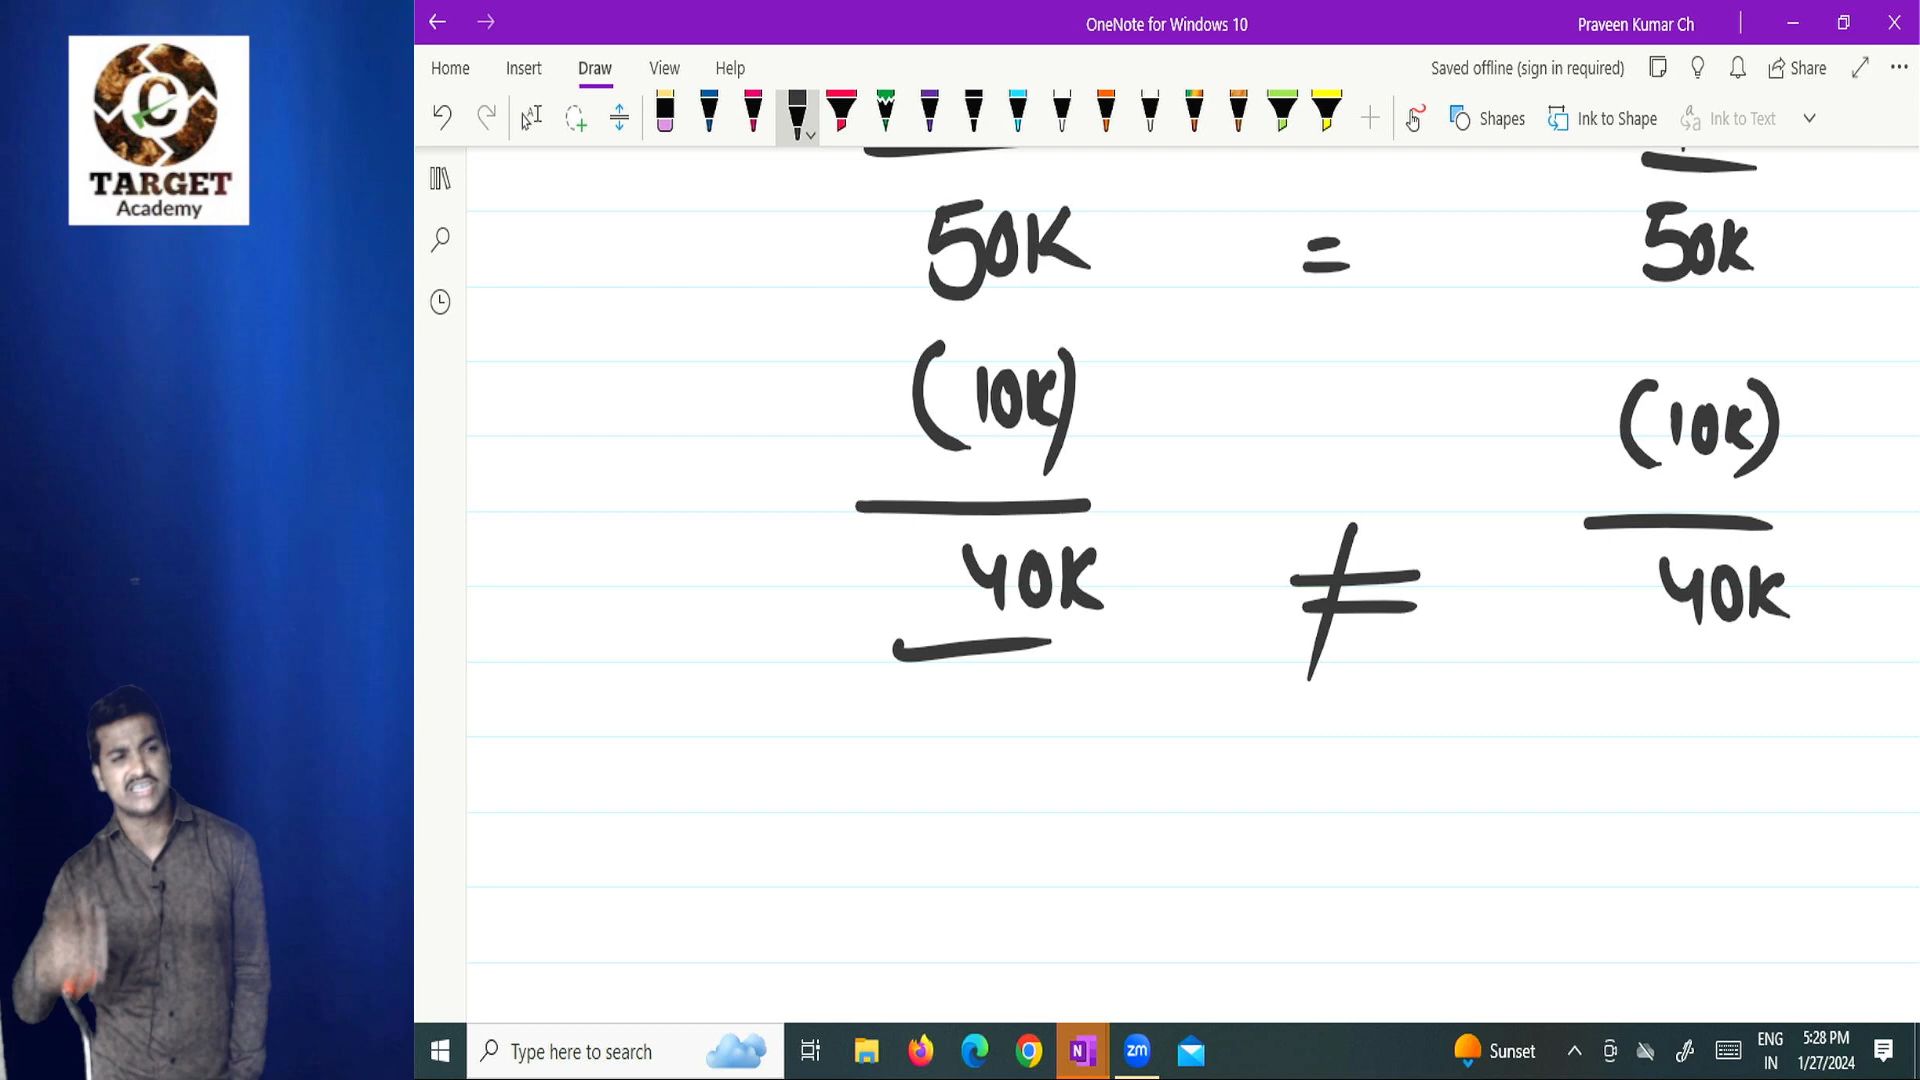 OneNote for Windows 10
Praveen Kumar Ch
TARGET
Academy
Home Insert Draw View Help
Saved offline (sign in required)
Share
Shapes
Ink to Shape
Ink to Text
50K = 50K
(10K) (10K)
40K ≠ 40K
Type here to search
N
zm
Sunset
ENG
IN
5:28 PM
1/27/2024